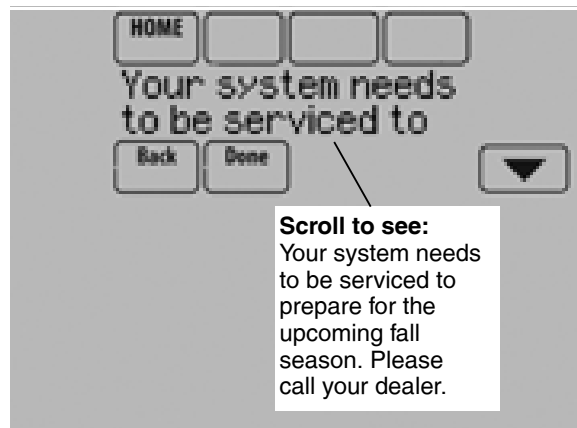 HOME
Your system needs
to be serviced to
Back Done
Scroll to see:
Your system needs
to be serviced to
prepare for the
upcoming fall
season. Please
call your dealer.